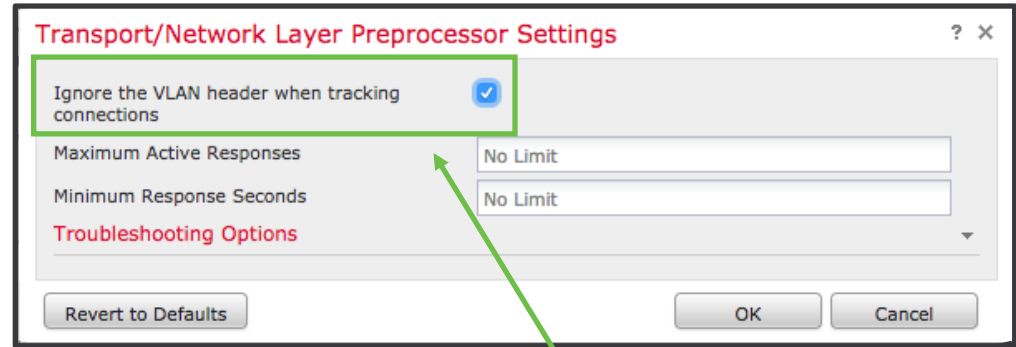 Transport/Network Layer Preprocessor Settings ? ×
Ignore the VLAN header when tracking
connections
Maximum Active Responses No Limit
Minimum Response Seconds No Limit
Troubleshooting Options
Revert to Defaults OK Cancel